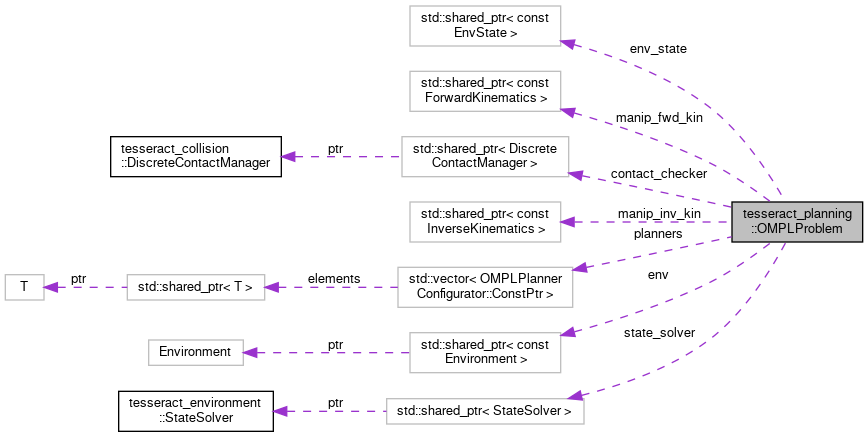 std::shared_ptr< const
EnvState >
env_state
std::shared_ptr< const
ForwardKinematics >
manip_fwd_kin
tesseract_collision
::DiscreteContactManager
ptr
std::shared_ptr< Discrete
ContactManager >
contact_checker
tesseract_planning
::OMPLProblem
std::shared_ptr< const
InverseKinematics >
manip_inv_kin
planners
T
ptr
std::shared_ptr< T >
elements
std::vector< OMPLPlanner
Configurator::ConstPtr >
env
Environment
ptr
std::shared_ptr< const
Environment >
state_solver
tesseract_environment
::StateSolver
ptr
std::shared_ptr< StateSolver >